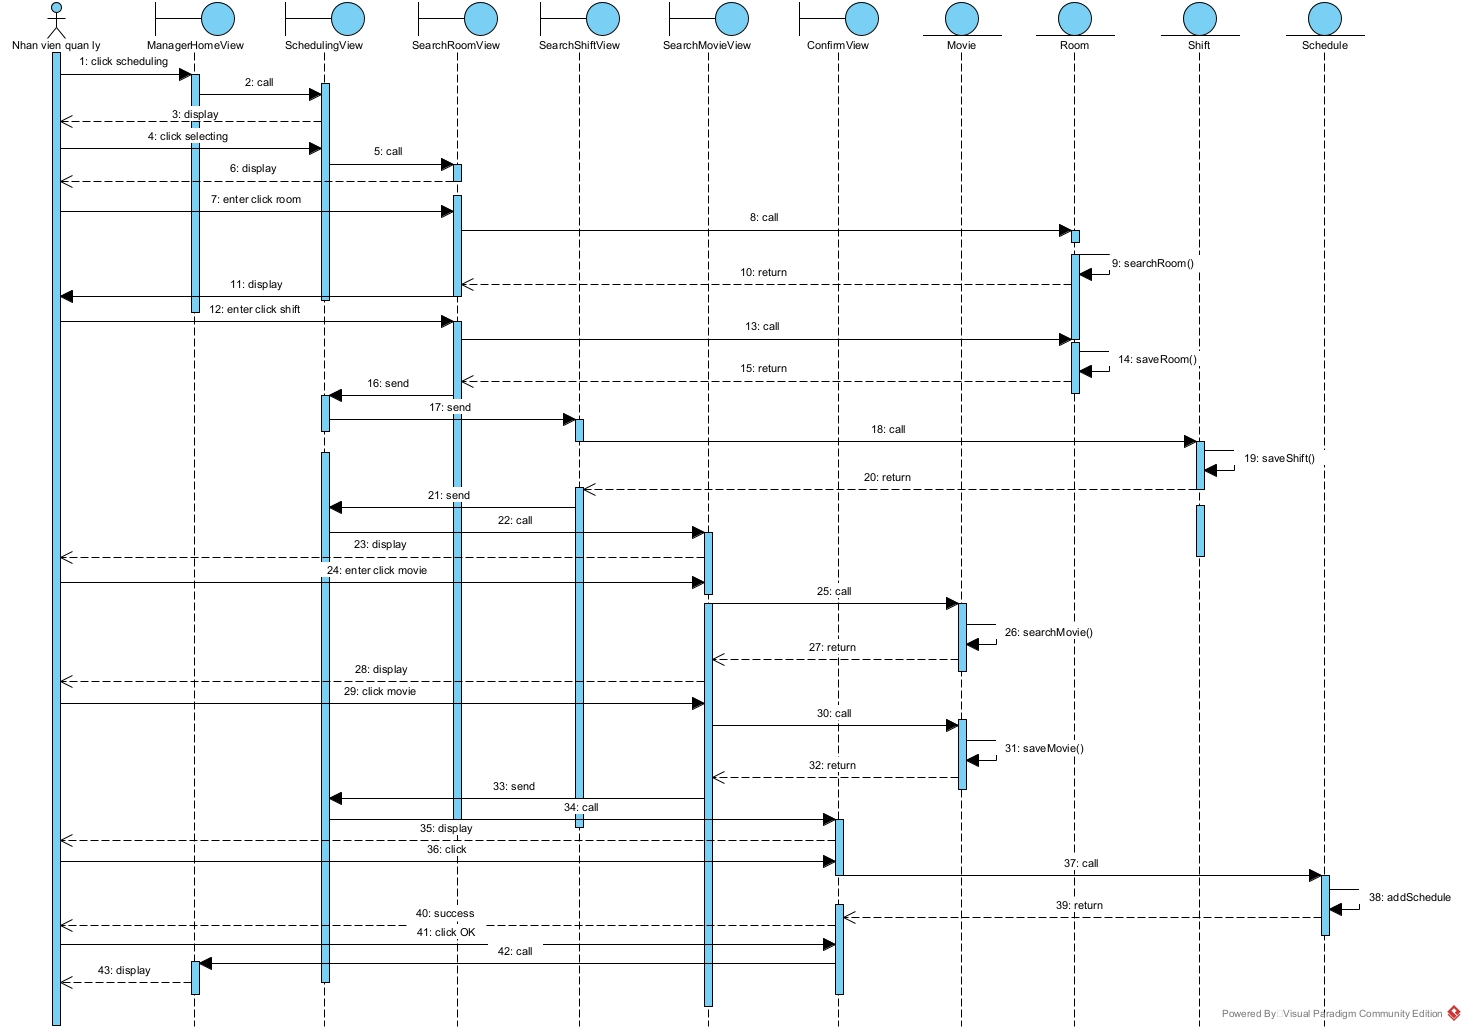 Nhan vien quan ly
ManagerHomeView
SchedulingView
SearchRoomView
SearchShiftView
SearchMovieView
ConfirmView
Movie
Room
Shift
Schedule
1: click scheduling
2: call
3: display
4: click selecting
5: call
6: display
7: enter click room
8: call
9: searchRoom()
10: return
11: display
12: enter click shift
13: call
14: saveRoom()
15: return
16: send
17: send
18: call
19: saveShift()
20: return
21: send
22: call
23: display
24: enter click movie
25: call
26: searchMovie()
27: return
28: display
29: click movie
30: call
31: saveMovie()
32: return
33: send
34: call
35: display
36: click
37: call
38: addSchedule
39: return
40: success
41: click OK
42: call
43: display
Powered By Visual Paradigm Community Edition